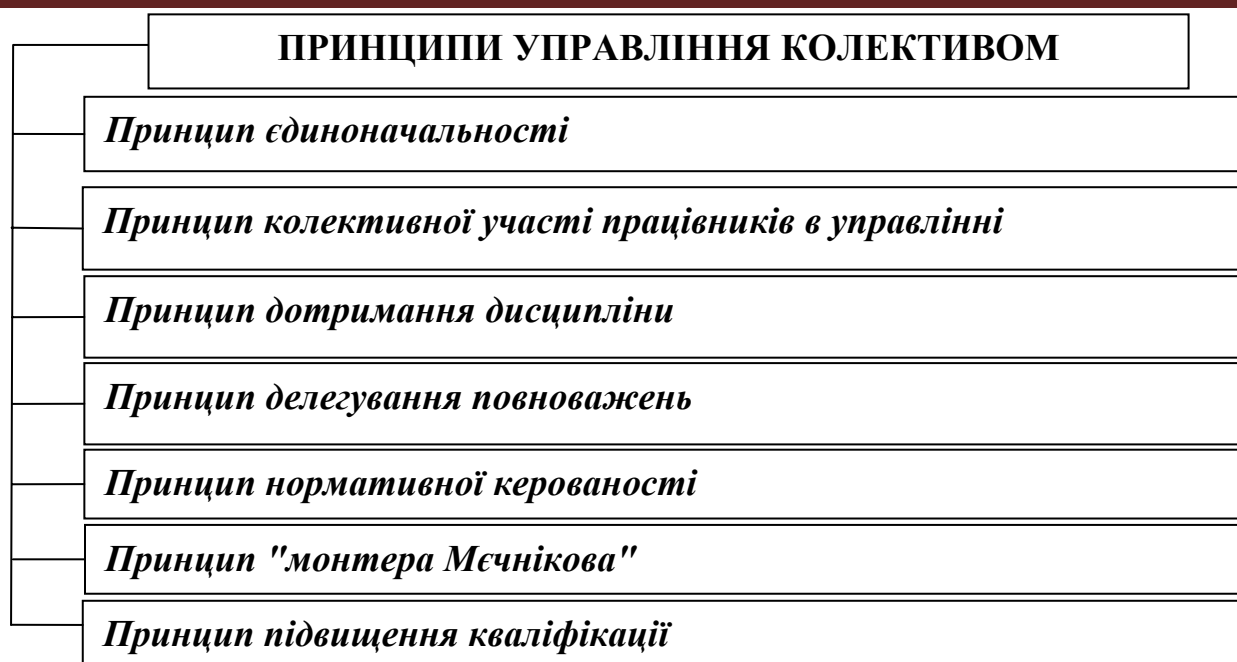 ПРИНЦИПИ УПРАВЛІННЯ КОЛЕКТИВОМ
Принцип єдиноначальності
Принцип колективної участі працівників в управлінні
Принцип дотримання дисципліни
Принцип делегування повноважень
Принцип нормативної керованості
Принцип "монтера Мєчнікова"
Принцип підвищення кваліфікації